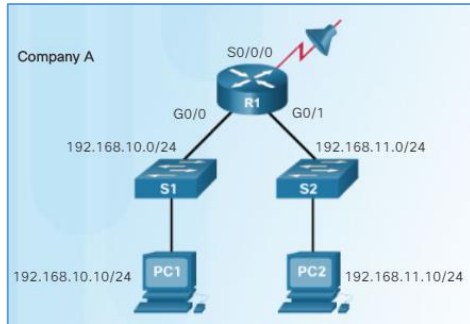 Company A
S0/0/0
R1
G0/0
G0/1
192.168.10.0/24
192.168.11.0/24
S1
S2
192.168.10.10/24
PC1
PC2
192.168.11.10/24